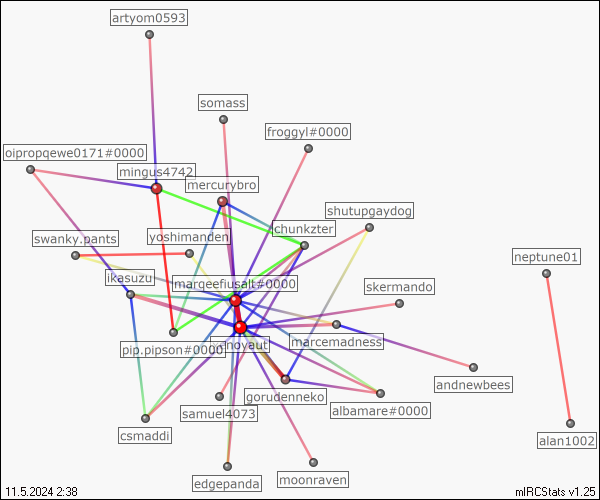 artyom0593
somass
froggyl#0000
oipropqewe0171#0000
mingus4742
mercurybro
shutupgaydog
chunkzter
swanky.pants
yoshimanden
neptune01
ikasuzu
marqeefiusalt#0000
skermando
pip.pipson#0000
marcemadness
andnewbees
gorudenneko
samuel4073
albamare#0000
csmaddi
alan1002
edgepanda
moonraven
11.5.2024 2:38
mIRCStats v1.25